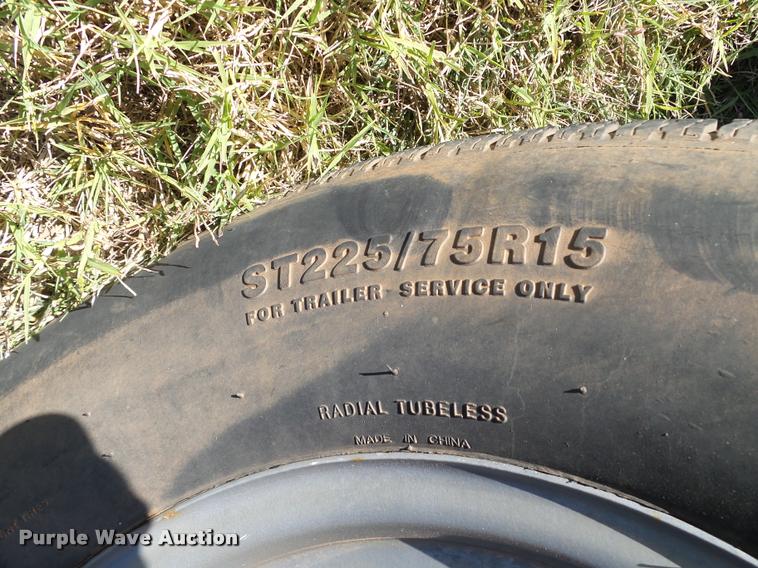 ST225/75R15
FOR TRAILER SERVICE ONLY
RADIAL TUBELESS
MADE IN CHINA
Purple Wave Auction